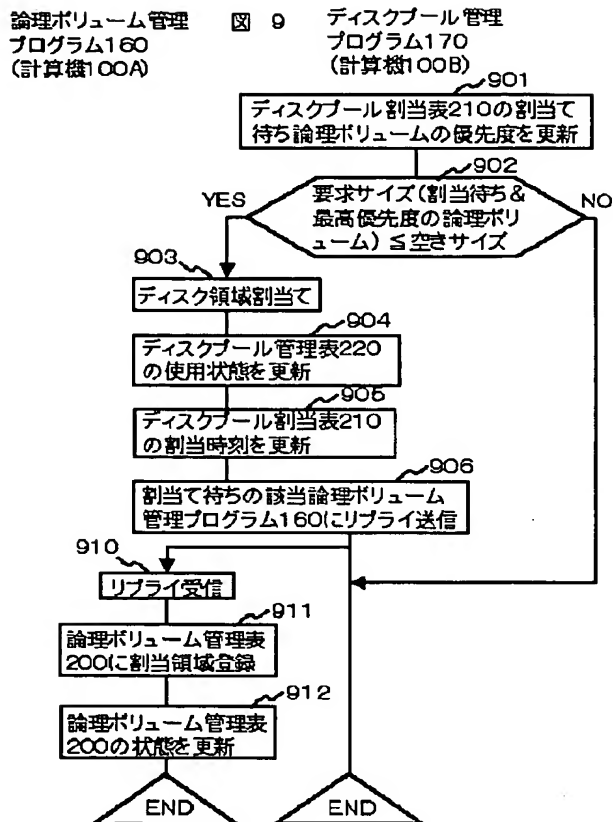 論理ボリューム管理
プログラム160
(計算機100A)
図 9
ディスクプール管理
プログラム170
(計算機100B)
901
ディスクプール割当表210の割当て
待ち論理ボリュームの優先度を更新
902
YES
要求サイズ(割当待ち&
最高優先度の論理ボリ
ューム)≦空きサイズ
NO
903
ディスク領域割当て
904
ディスクプール管理表220
の使用状態を更新
905
ディスクプール割当表210
の割当時刻を更新
906
割当て待ちの該当論理ボリューム
管理プログラム160にリプライ送信
910
リプライ受信
911
論理ボリューム管理表
200に割当領域登録
912
論理ボリューム管理表
200の状態を更新
END
END